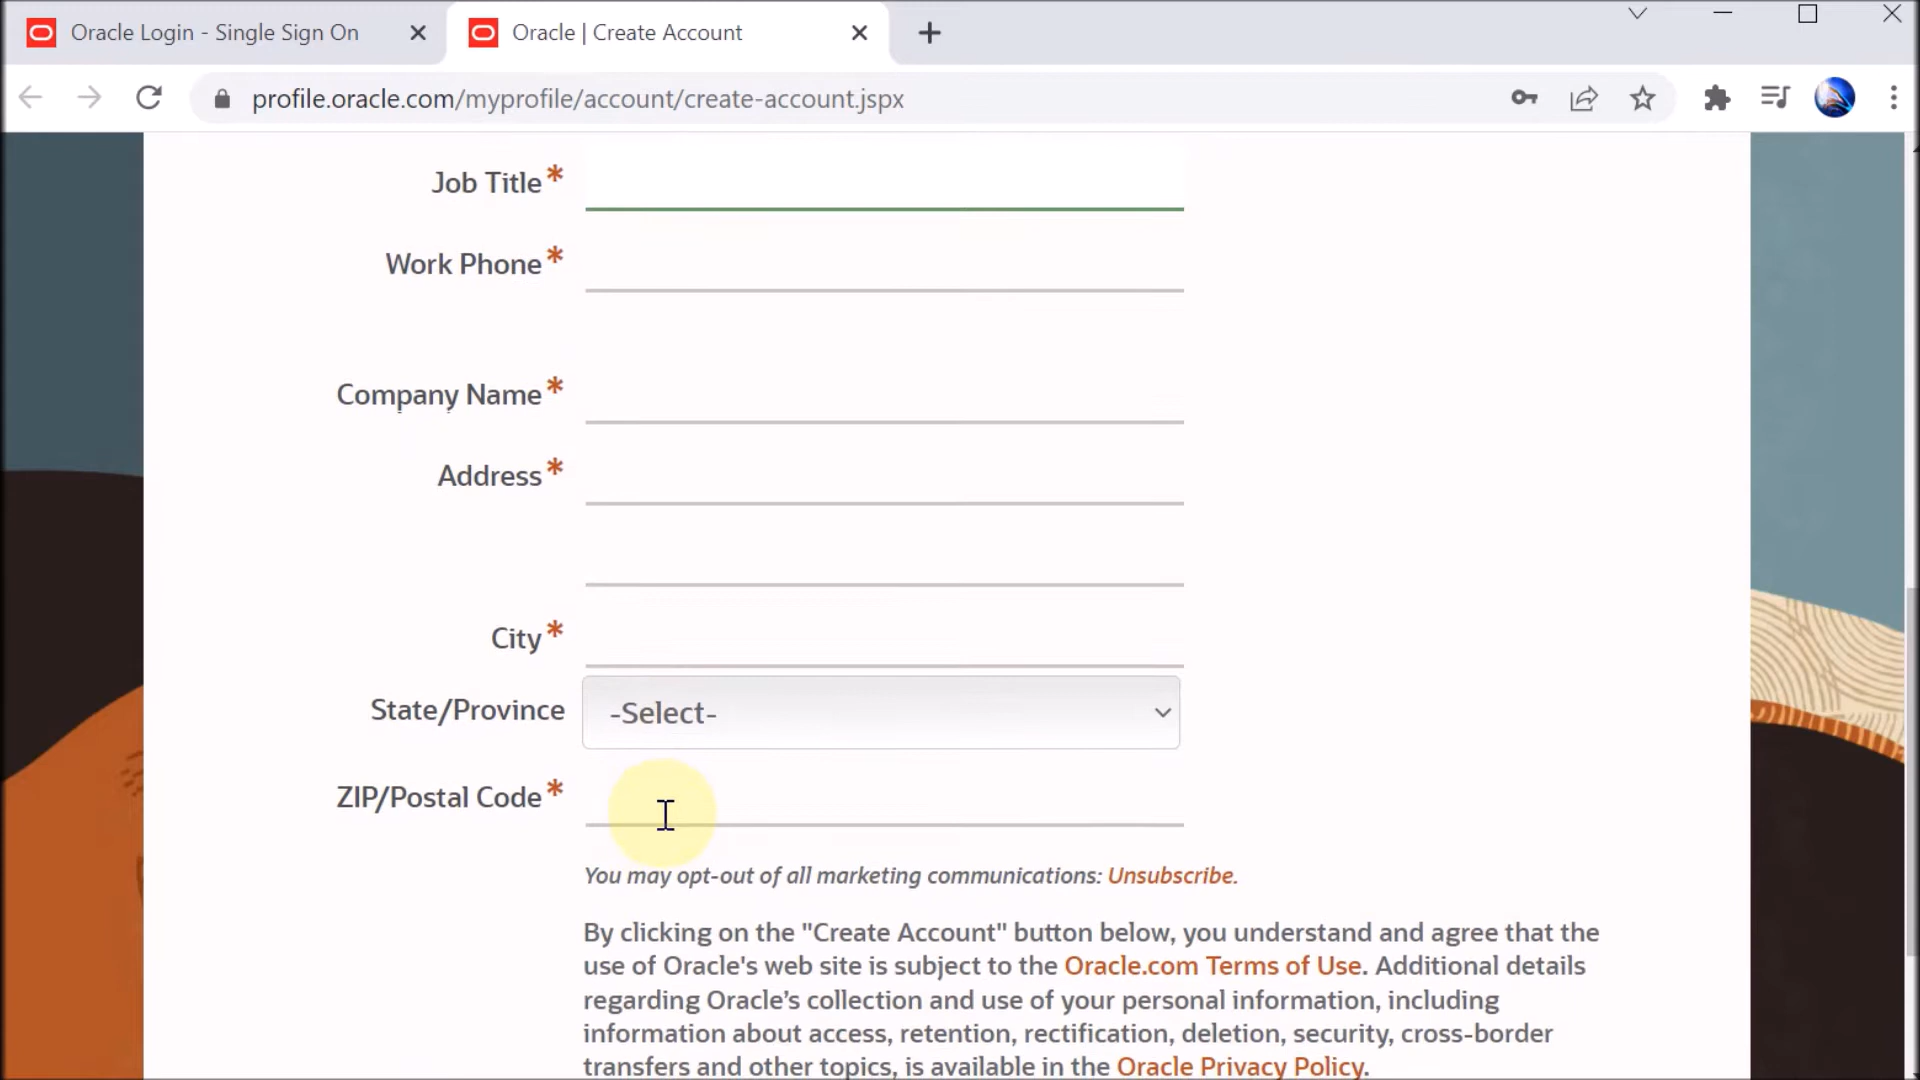 Oracle Login - Single Sign On
Oracle | Create Account
profile.oracle.com/myprofile/account/create-account.jspx
Job Title*
Work Phone*
Company Name*
Address*
City*
State/Province
-Select-
ZIP/Postal Code*
You may opt-out of all marketing communications: Unsubscribe.
By clicking on the "Create Account" button below, you understand and agree that the
use of Oracle's web site is subject to the Oracle.com Terms of Use. Additional details
regarding Oracle’s collection and use of your personal information, including
information about access, retention, rectification, deletion, security, cross-border
transfers and other topics, is available in the Oracle Privacy Policy.